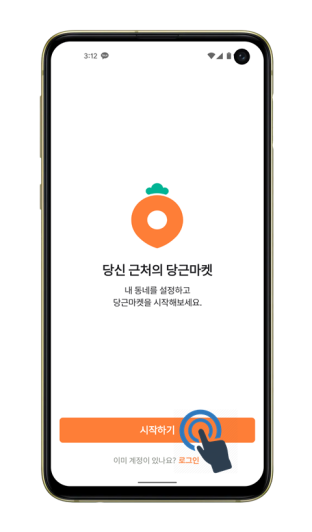 3:12
당신 근처의 당근마켓
내 동네를 설정하고
당근마켓을 시작해보세요.
시작하기
이미 계정이 있나요? 로그인